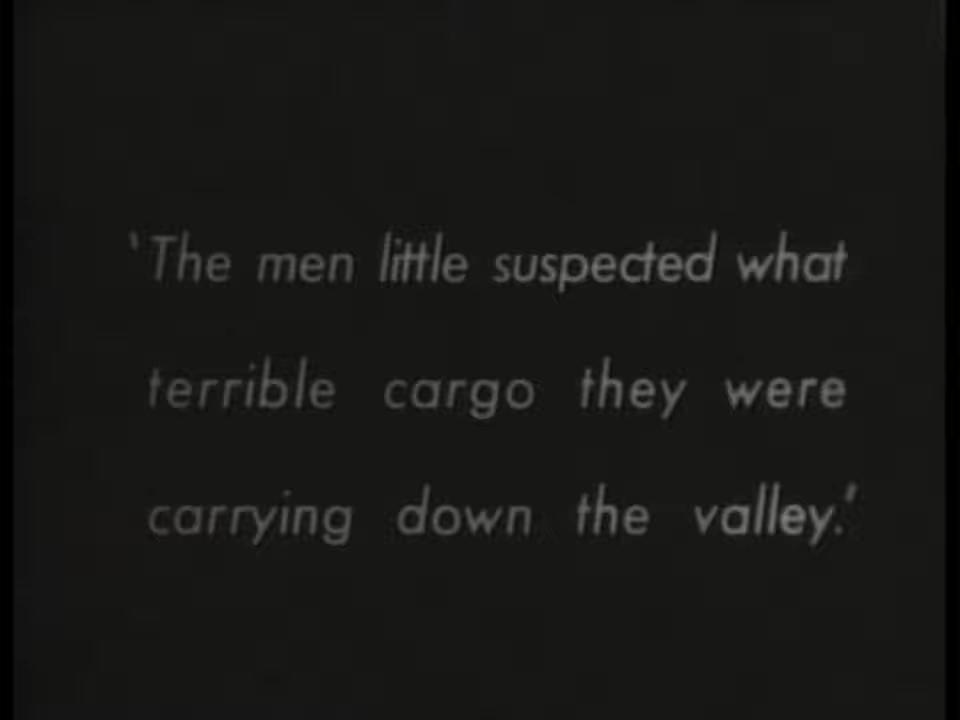 'The men little suspected what
terrible cargo they were
carrying down the valley.'